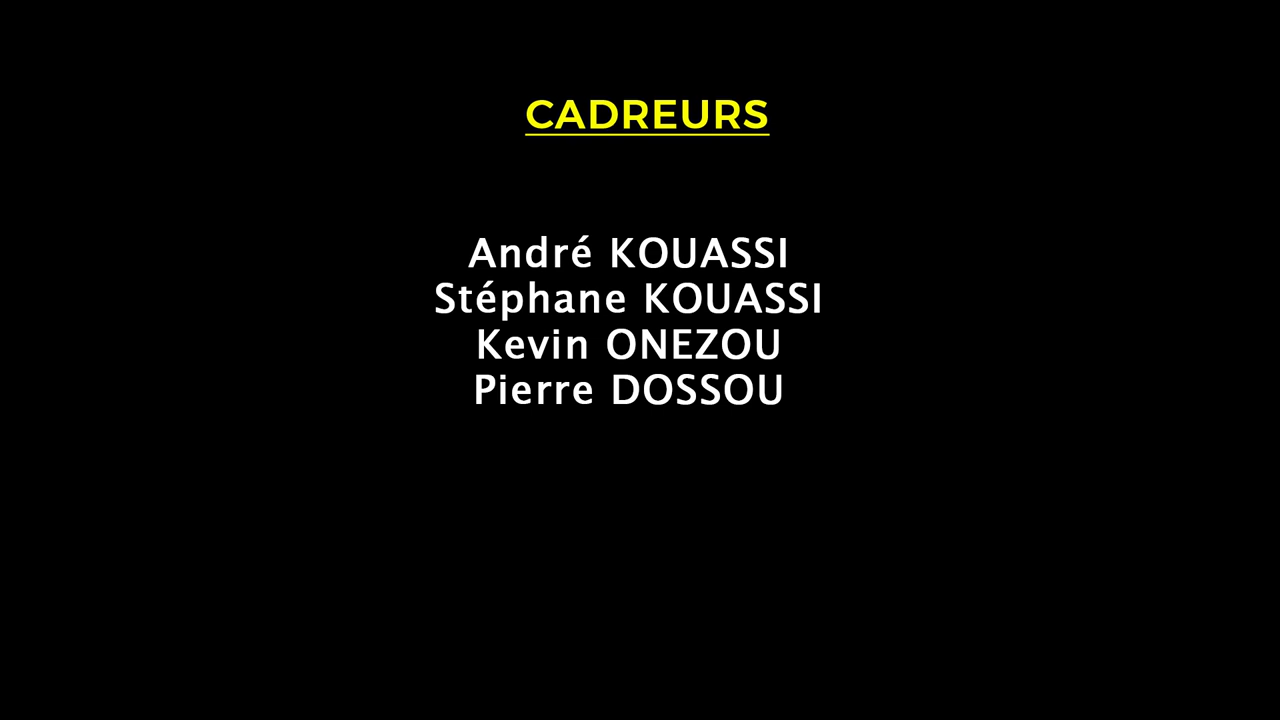 CADREURS
André KOUASSI
Stéphane KOUASSI
Kevin ONEZOU
Pierre DOSSOU